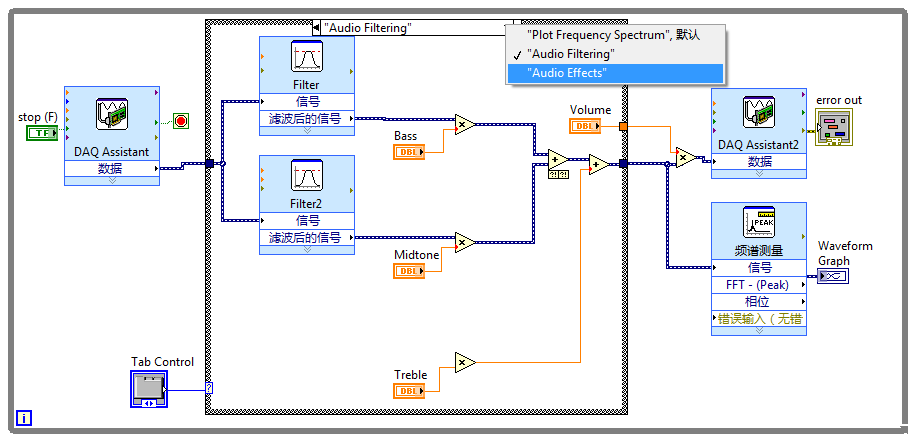 "Audio Filtering"
"Plot Frequency Spectrum", 默认
✓ "Audio Filtering"
"Audio Effects"
Filter
信号
滤波后的信号
stop (F)
TF
DAQ Assistant
数据
Bass
DBL
Volume
DBL
DAQ Assistant2
数据
error out
Filter2
信号
滤波后的信号
Midtone
DBL
?!
?!
PEAK
频谱测量
信号
FFT - (Peak)
相位
错误输入（无错
Waveform
Graph
Tab Control
?
Treble
DBL
i